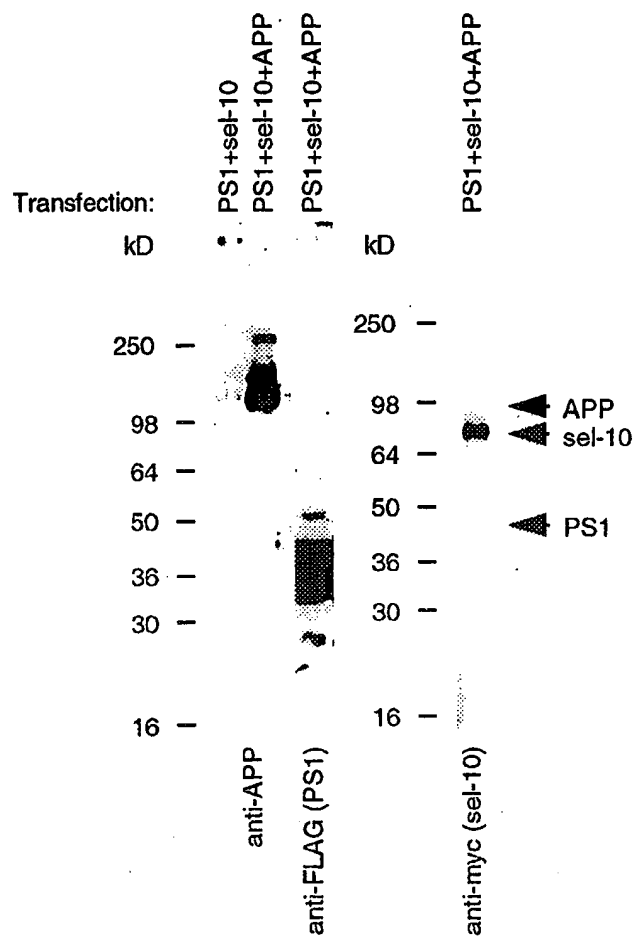 PS1+sel-10
PS1+sel-10+APP
PS1+sel-10+APP
PS1+sel-10+APP
Transfection:
kD
250
98
64
50
36
30
16
kD
250
98
64
50
36
30
16
APP
sel-10
PS1
anti-APP
anti-FLAG (PS1)
anti-myc (sel-10)